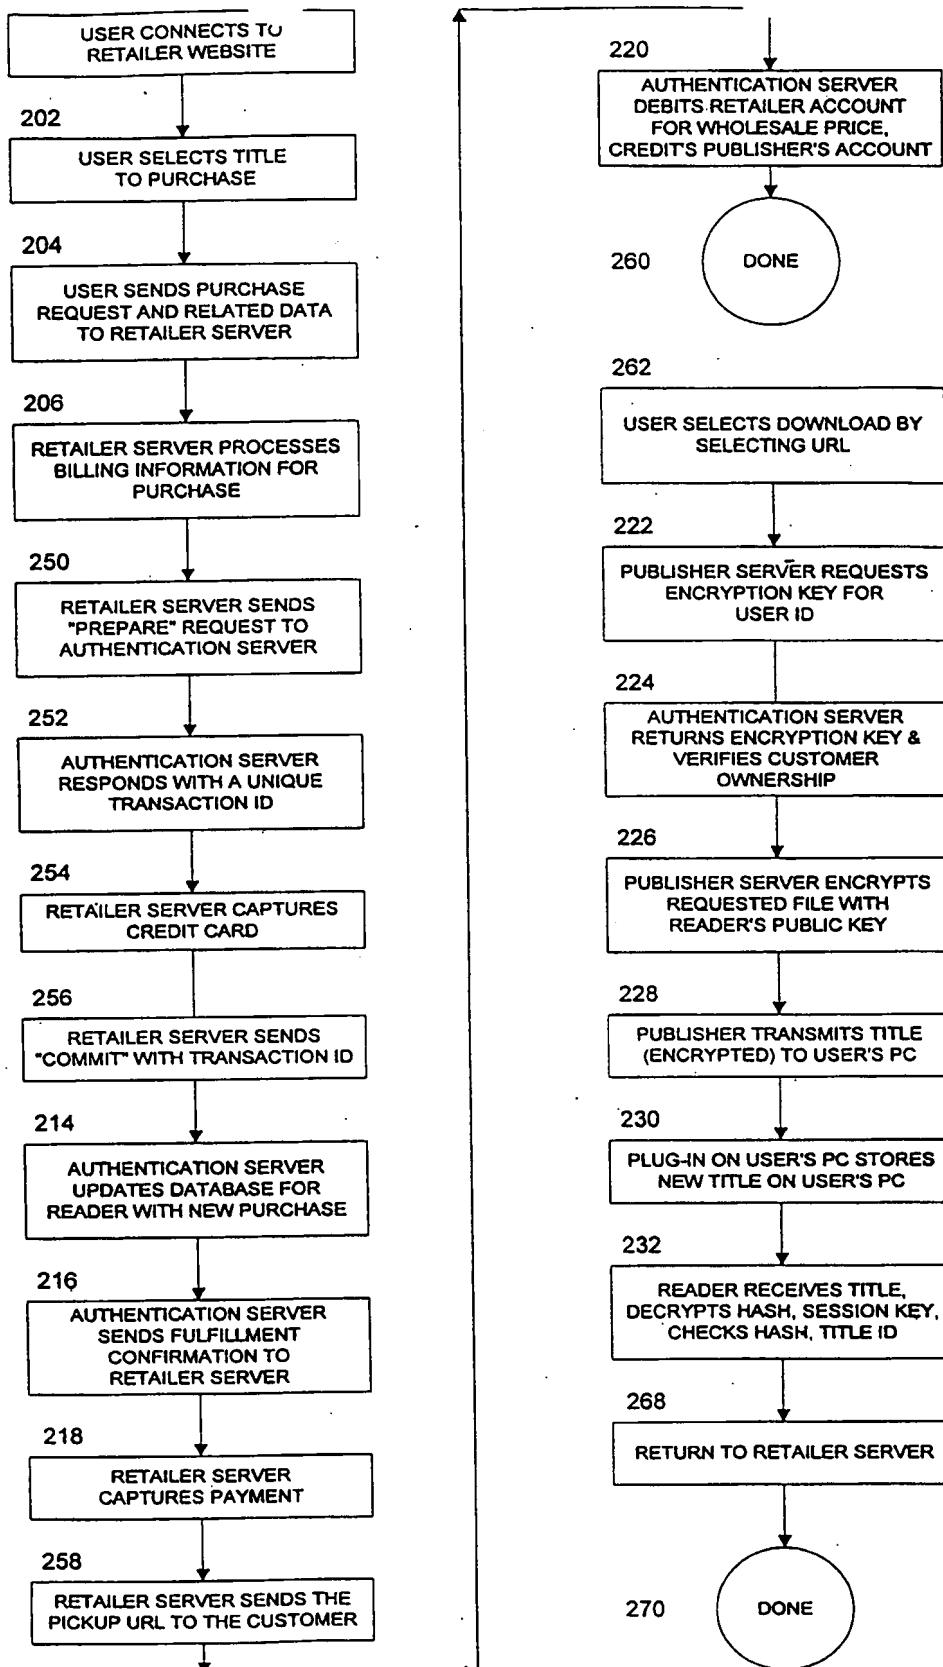 USER CONNECTS TO
RETAILER WEBSITE
202
USER SELECTS TITLE
TO PURCHASE
204
USER SENDS PURCHASE
REQUEST AND RELATED DATA
TO RETAILER SERVER
206
RETAILER SERVER PROCESSES
BILLING INFORMATION FOR
PURCHASE
250
RETAILER SERVER SENDS
"PREPARE" REQUEST TO
AUTHENTICATION SERVER
252
AUTHENTICATION SERVER
RESPONDS WITH A UNIQUE
TRANSACTION ID
254
RETAILER SERVER CAPTURES
CREDIT CARD
256
RETAILER SERVER SENDS
"COMMIT" WITH TRANSACTION ID
214
AUTHENTICATION SERVER
UPDATES DATABASE FOR
READER WITH NEW PURCHASE
216
AUTHENTICATION SERVER
SENDS FULFILLMENT
CONFIRMATION TO
RETAILER SERVER
218
RETAILER SERVER
CAPTURES PAYMENT
258
RETAILER SERVER SENDS THE
PICKUP URL TO THE CUSTOMER
220
AUTHENTICATION SERVER
DEBITS RETAILER ACCOUNT
FOR WHOLESALE PRICE,
CREDIT'S PUBLISHER'S ACCOUNT
260
DONE
262
USER SELECTS DOWNLOAD BY
SELECTING URL
222
PUBLISHER SERVER REQUESTS
ENCRYPTION KEY FOR
USER ID
224
AUTHENTICATION SERVER
RETURNS ENCRYPTION KEY &
VERIFIES CUSTOMER
OWNERSHIP
226
PUBLISHER SERVER ENCRYPTS
REQUESTED FILE WITH
READER'S PUBLIC KEY
228
PUBLISHER TRANSMITS TITLE
(ENCRYPTED) TO USER'S PC
230
PLUG-IN ON USER'S PC STORES
NEW TITLE ON USER'S PC
232
READER RECEIVES TITLE,
DECRYPTS HASH, SESSION KEY,
CHECKS HASH, TITLE ID
268
RETURN TO RETAILER SERVER
270
DONE